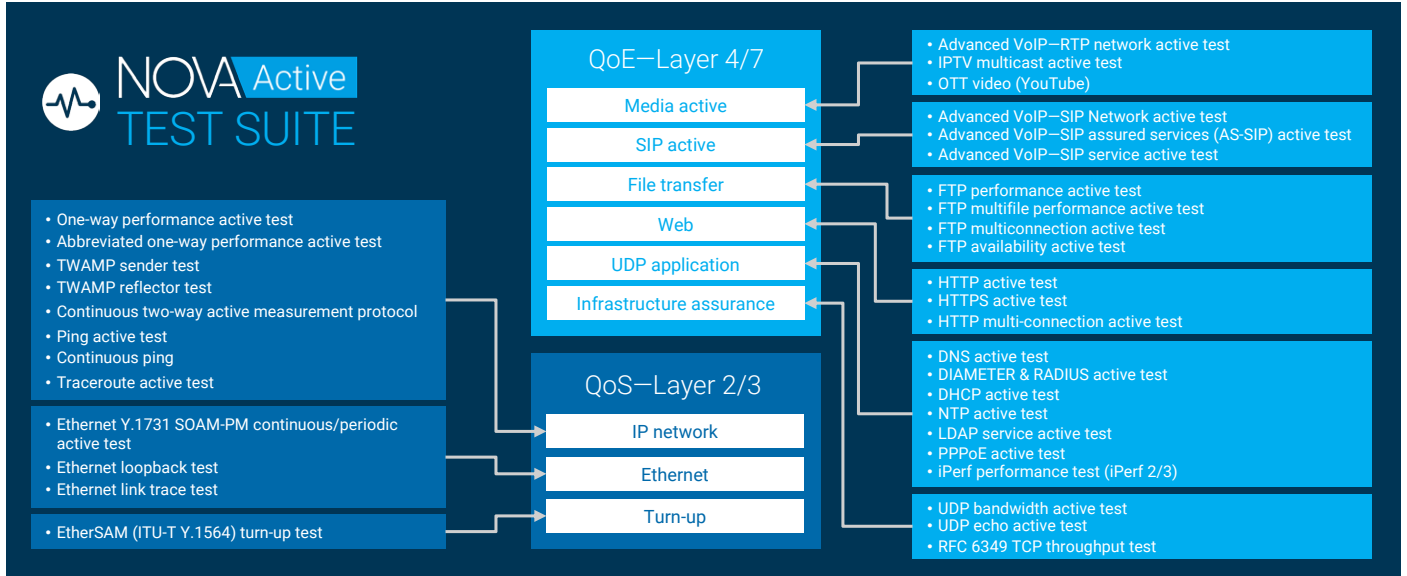 NOVA Active
TEST SUITE
• One-way performance active test
• Abbreviated one-way performance active test
• TWAMP sender test
• TWAMP reflector test
• Continuous two-way active measurement protocol
• Ping active test
• Continuous ping
• Traceroute active test
• Ethernet Y.1731 SOAM-PM continuous/periodic
active test
• Ethernet loopback test
• Ethernet link trace test
• EtherSAM (ITU-T Y.1564) turn-up test
QoE—Layer 4/7
Media active
SIP active
File transfer
Web
UDP application
Infrastructure assurance
QoS—Layer 2/3
IP network
Ethernet
Turn-up
• Advanced VoIP—RTP network active test
• IPTV multicast active test
• OTT video (YouTube)
• Advanced VoIP—SIP Network active test
• Advanced VoIP—SIP assured services (AS-SIP) active test
• Advanced VoIP—SIP service active test
• FTP performance active test
• FTP multifile performance active test
• FTP multiconnection active test
• FTP availability active test
• HTTP active test
• HTTPS active test
• HTTP multi-connection active test
• DNS active test
• DIAMETER & RADIUS active test
• DHCP active test
• NTP active test
• LDAP service active test
• PPPoE active test
• iPerf performance test (iPerf 2/3)
• UDP bandwidth active test
• UDP echo active test
• RFC 6349 TCP throughput test